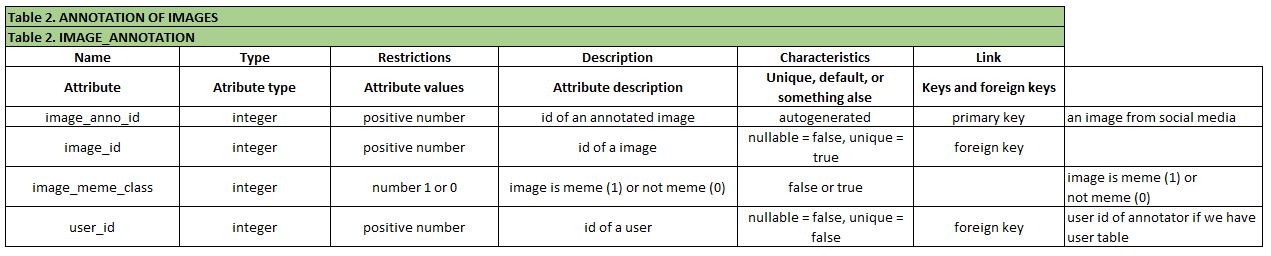 Table 2. ANNOTATION OF IMAGES
Table 2. IMAGE_ANNOTATION
Name Type Restrictions Description Characteristics Link
Attribute Atribute type Attribute values Attribute description Unique, default, or something alse Keys and foreign keys
image_anno_id integer positive number id of an annotated image autogenerated primary key an image from social media
image_id integer positive number id of a image nullable = false, unique = true foreign key
image_meme_class integer number 1 or 0 image is meme (1) or not meme (0) false or true image is meme (1) or not meme (0)
user_id integer positive number id of a user nullable = false, unique = false foreign key user id of annotator if we have user table